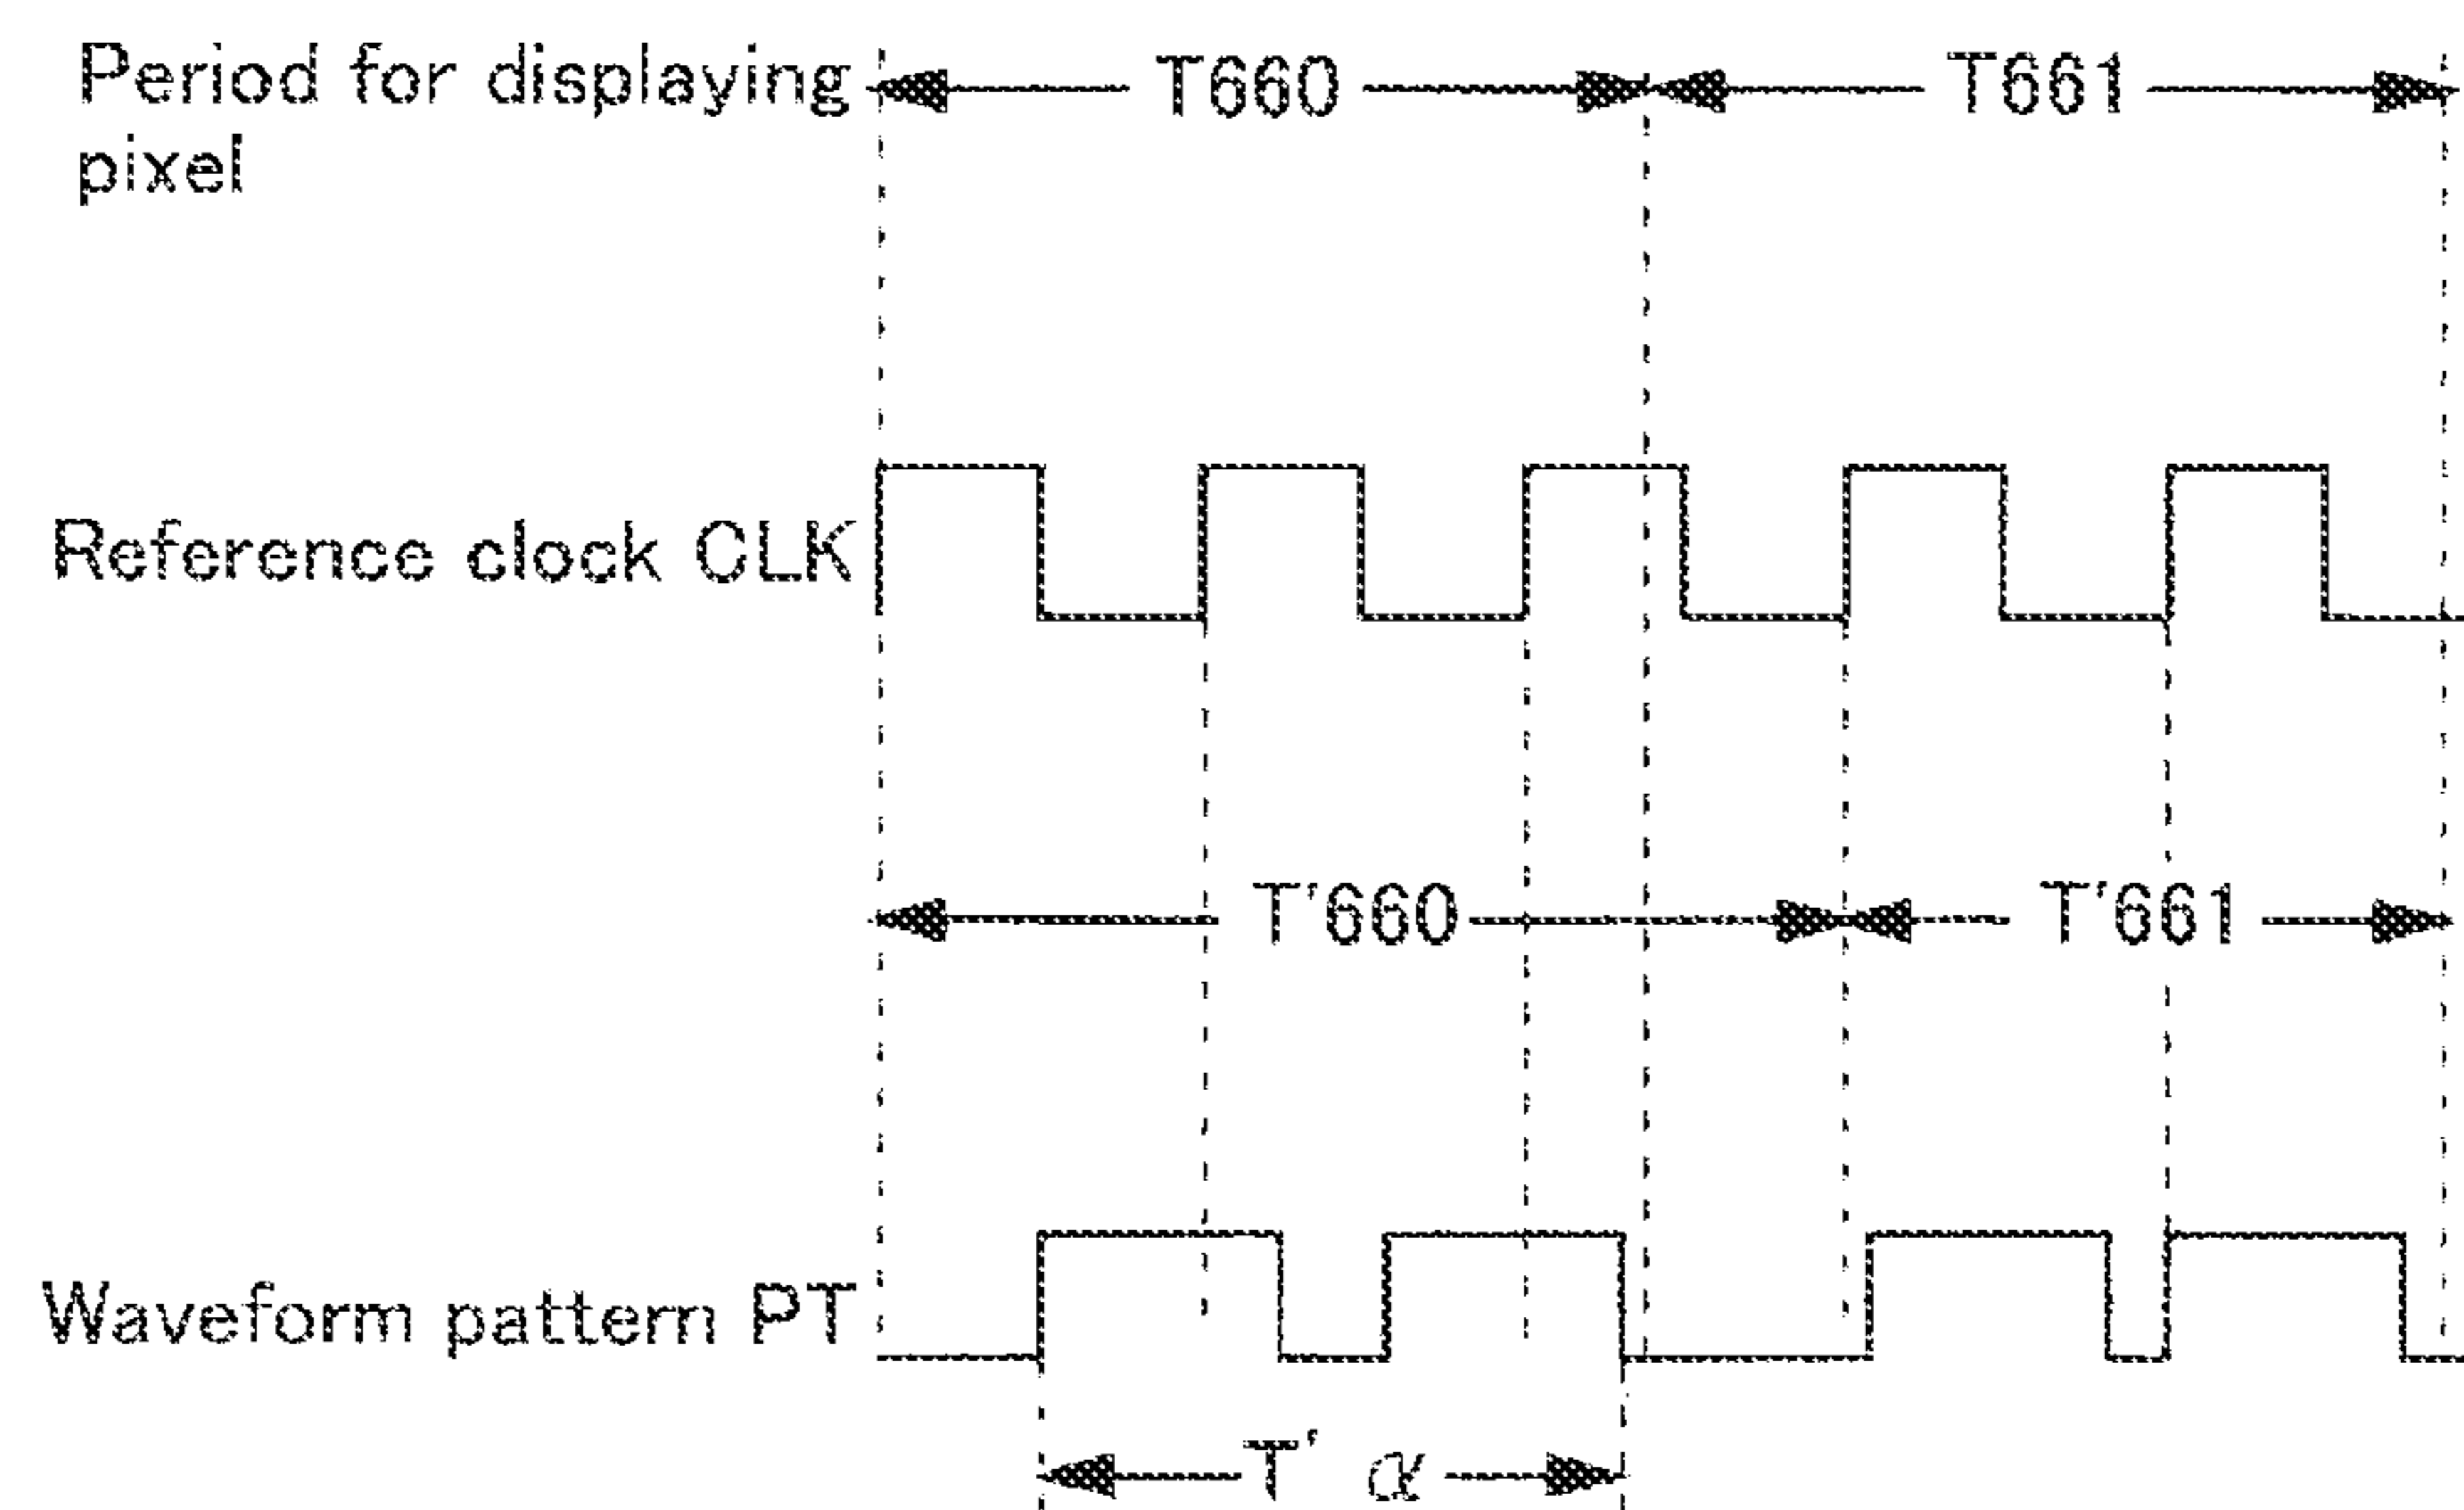 Period for displaying pixel
T660
T661
Reference clock CLK
T'660
T'661
Waveform pattern PT
T' α